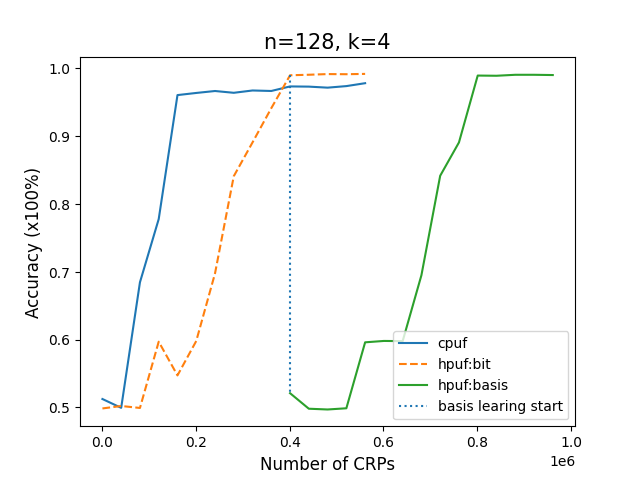 n=128, k=4
Accuracy (x100%)
1.0
0.9
0.8
0.7
0.6
0.5
cpuf
hpuf:bit
hpuf:basis
basis learing start
0.0 0.2 0.4 0.6 0.8 1.0
1e6
Number of CRPs